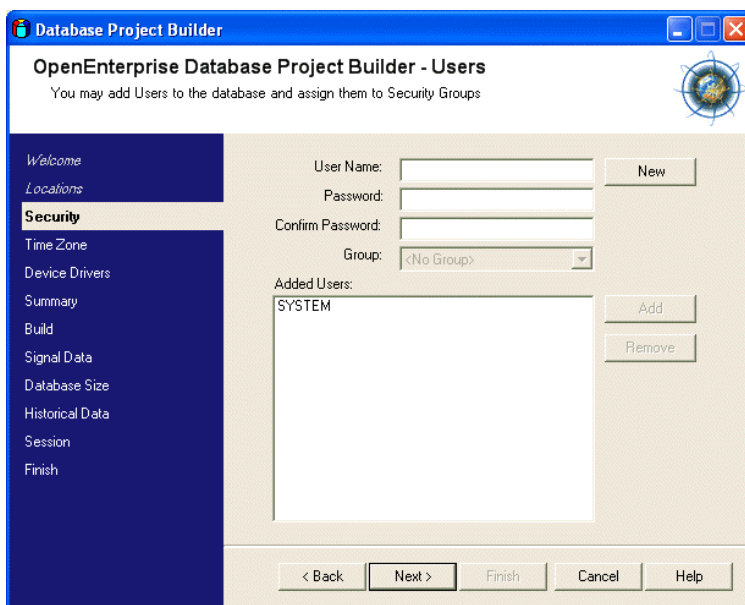 Database Project Builder
OpenEnterprise Database Project Builder - Users
You may add Users to the database and assign them to Security Groups
Welcome
Locations
Security
Time Zone
Device Drivers
Summary
Build
Signal Data
Database Size
Historical Data
Session
Finish
User Name:
New
Password:
Confirm Password:
Group:
<No Group>
Added Users:
SYSTEM
Add
Remove
< Back
Next >
Finish
Cancel
Help